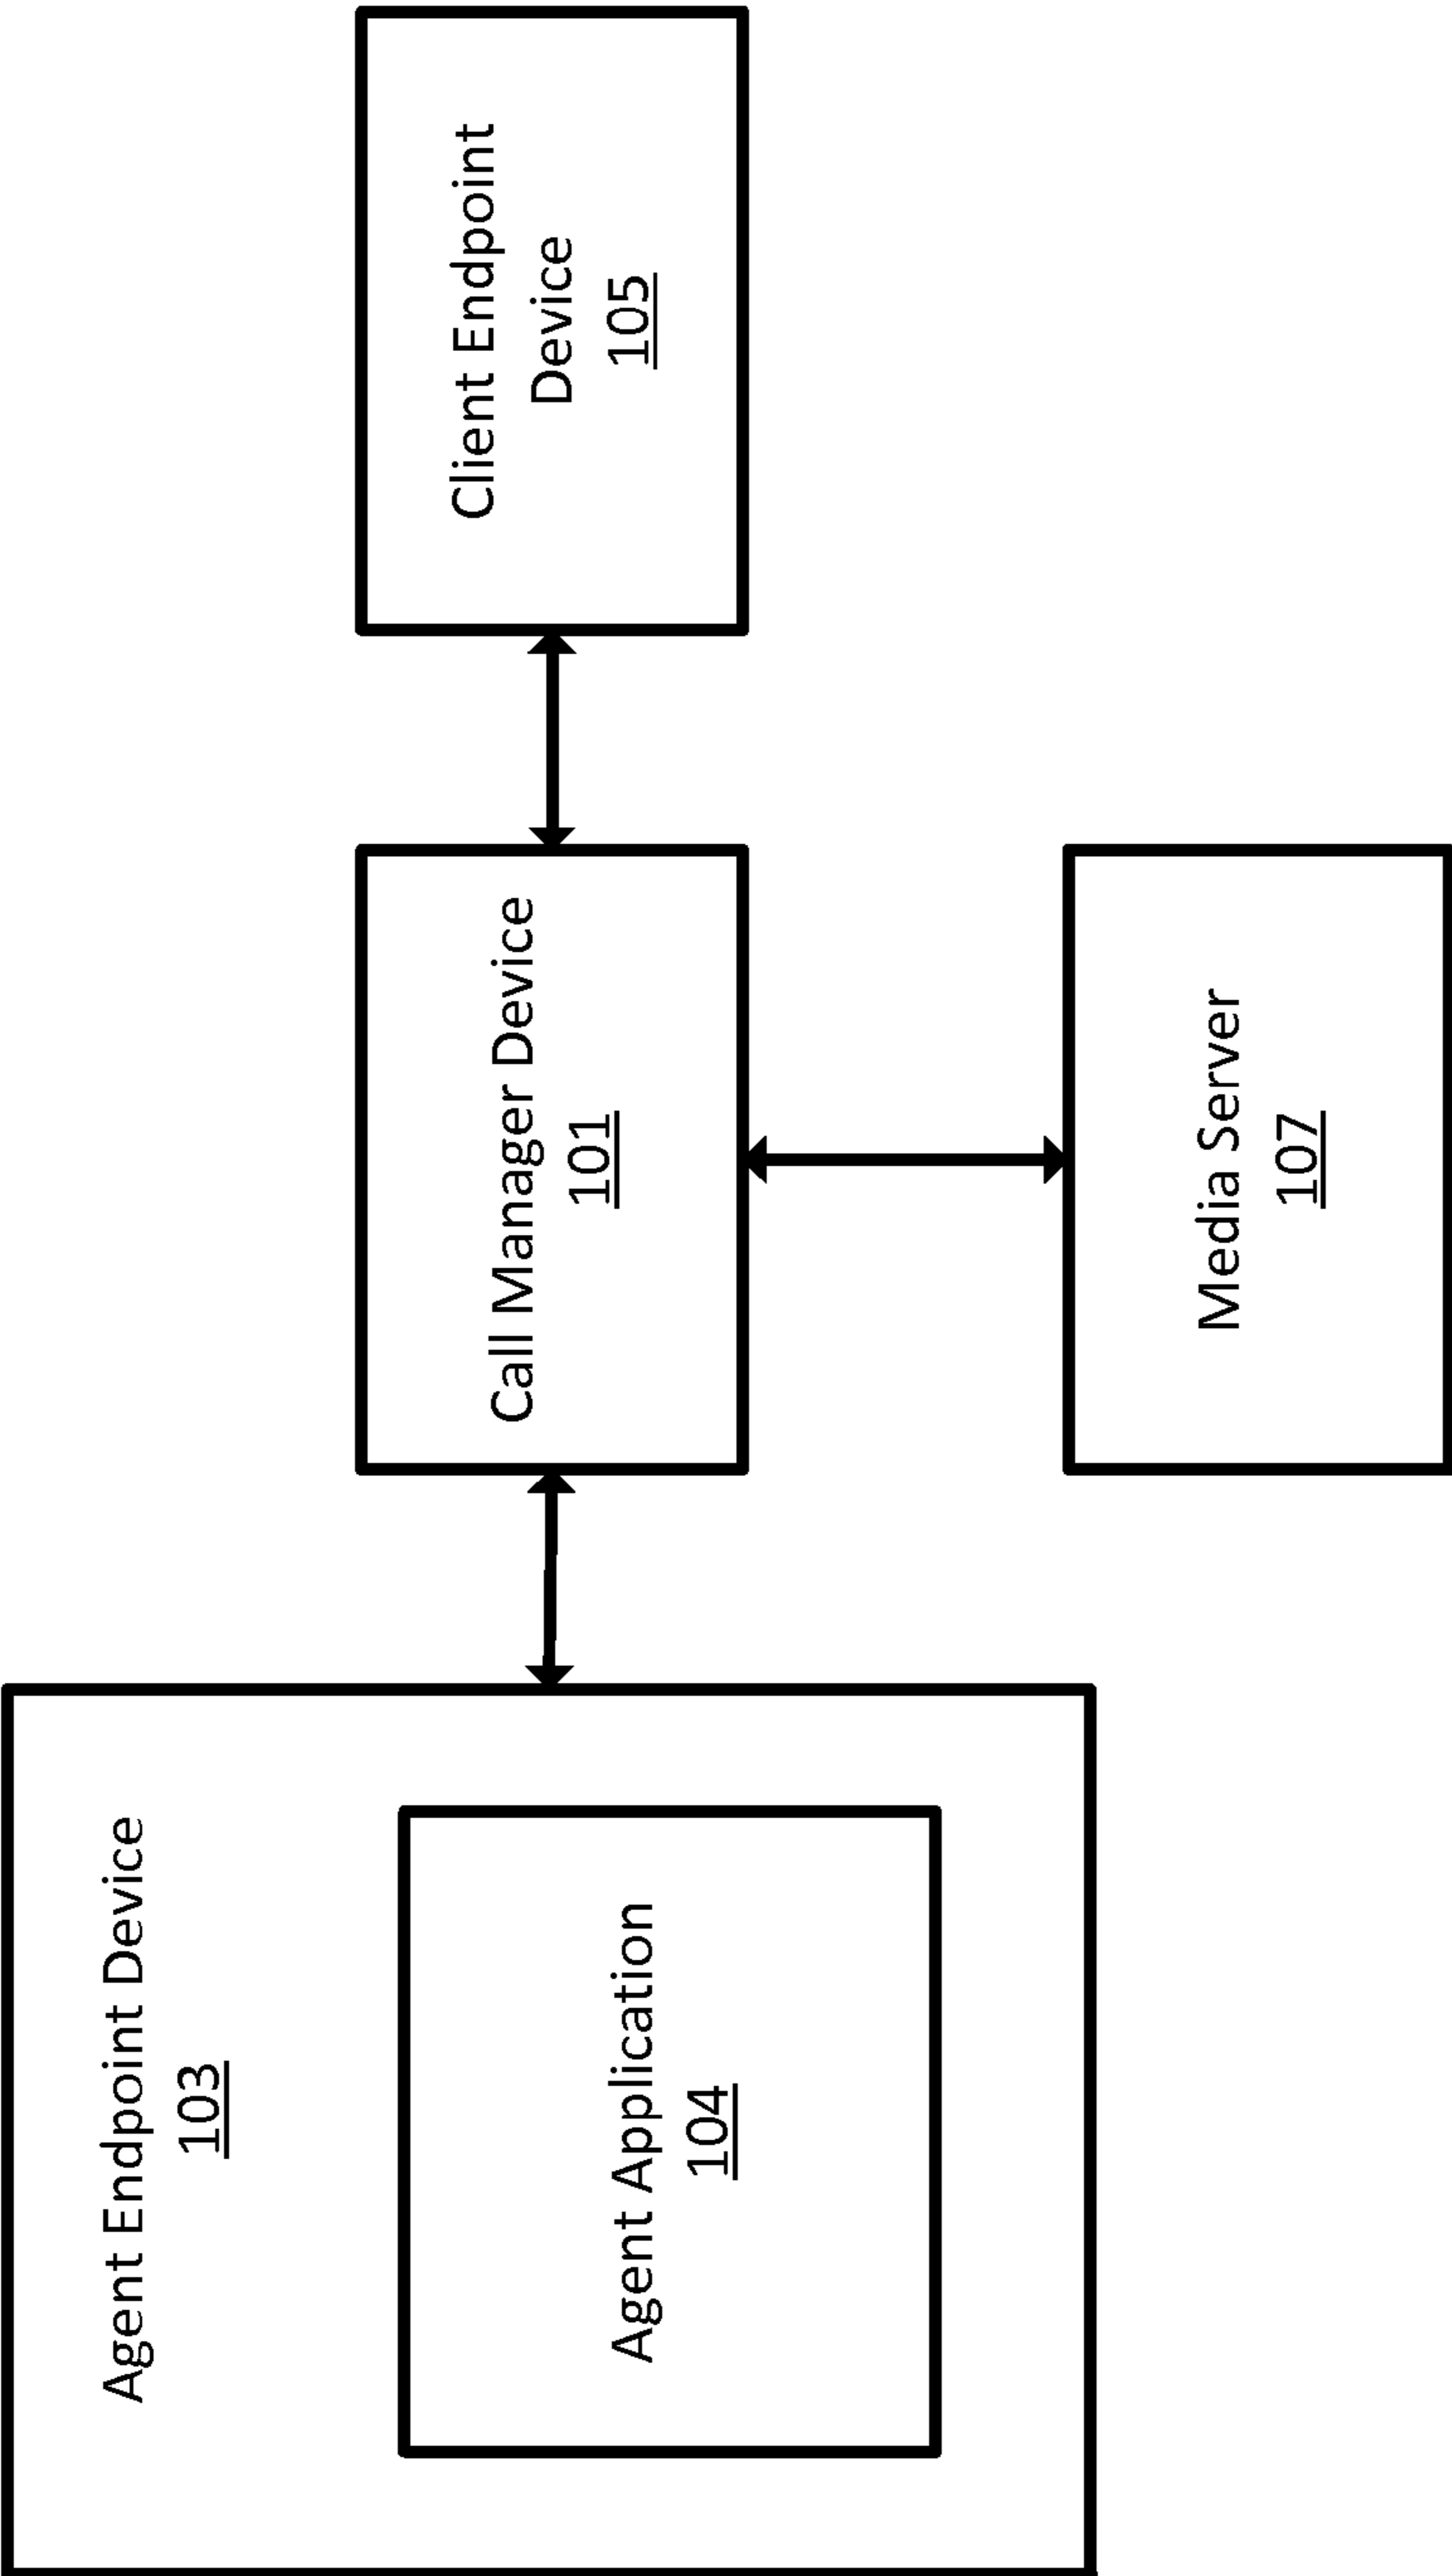 Agent Endpoint Device
103
Agent Application
104
Call Manager Device
101
Client Endpoint
Device
105
Media Server
107